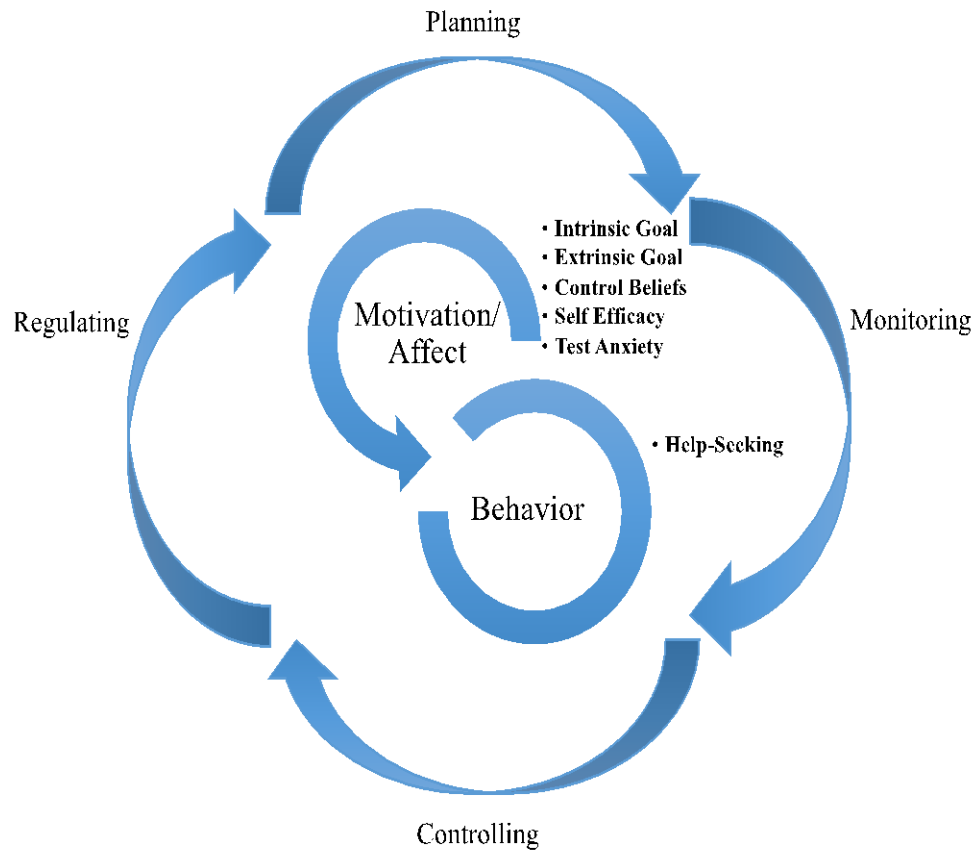 Planning
• Intrinsic Goal
• Extrinsic Goal
• Control Beliefs
• Self Efficacy
• Test Anxiety
Motivation/
Affect
Regulating
Monitoring
• Help-Seeking
Behavior
Controlling